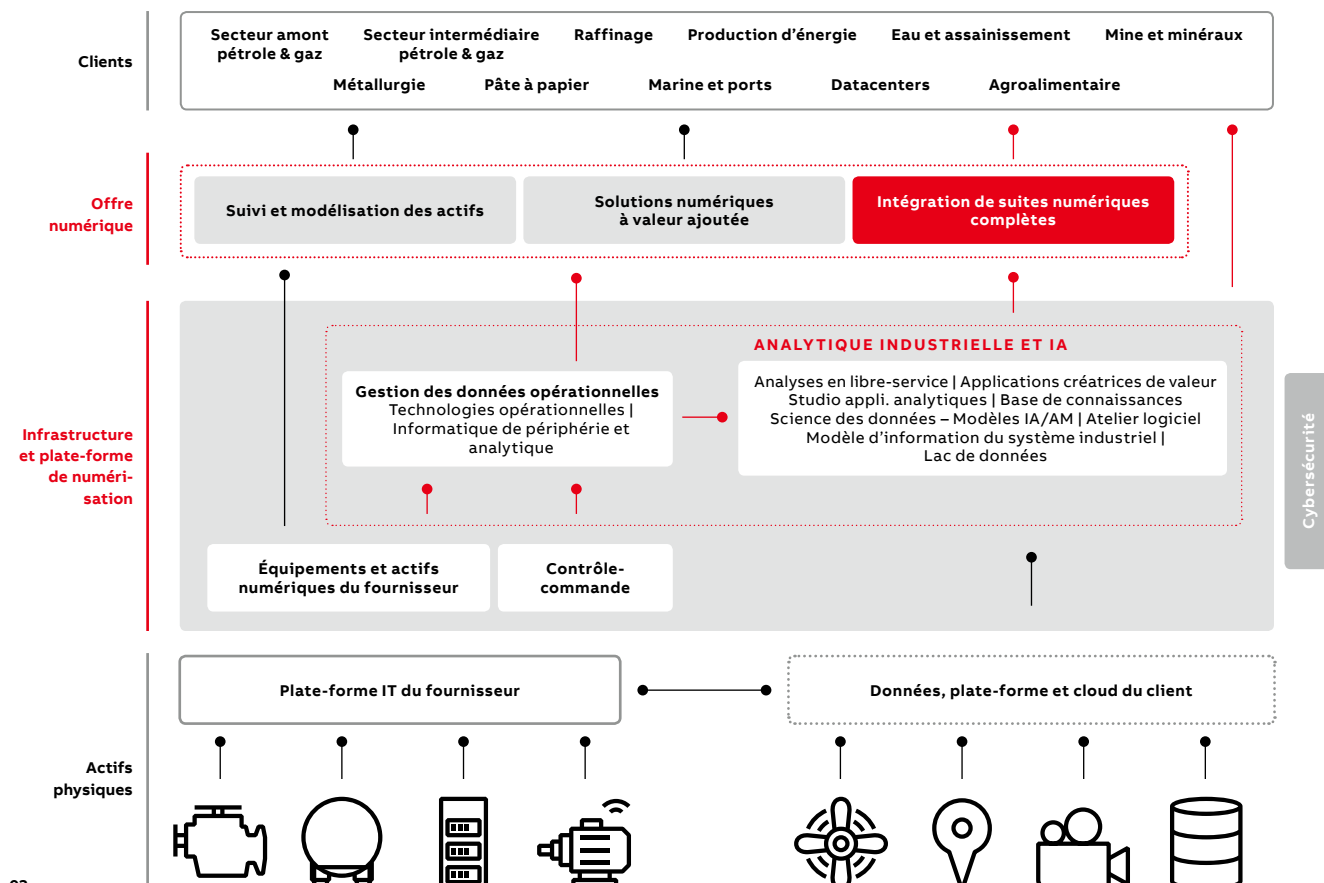 Clients
Secteur amont
pétrole & gaz
Secteur intermédiaire
pétrole & gaz
Raffinage
Production d’énergie
Eau et assainissement
Mine et minéraux
Métallurgie
Pâte à papier
Marine et ports
Datacenters
Agroalimentaire
Offre
numérique
Suivi et modélisation des actifs
Solutions numériques
à valeur ajoutée
Intégration de suites numériques
complètes
Infrastructure
et plate-forme
de numéri-
sation
Gestion des données opérationnelles
Technologies opérationnelles |
Informatique de périphérie et
analytique
ANALYTIQUE INDUSTRIELLE ET IA
Analyses en libre-service | Applications créatrices de valeur
Studio appli. analytiques | Base de connaissances
Science des données – Modèles IA/AM | Atelier logiciel
Modèle d’information du système industriel |
Lac de données
Équipements et actifs
numériques du fournisseur
Contrôle-
commande
Cybersécurité
Actifs
physiques
Plate-forme IT du fournisseur
Données, plate-forme et cloud du client